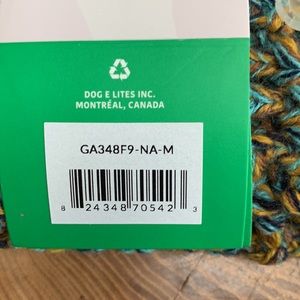 DOG E LITES INC.
MONTRÉAL, CANADA
GA348F9-NA-M
8 24348 70542 3